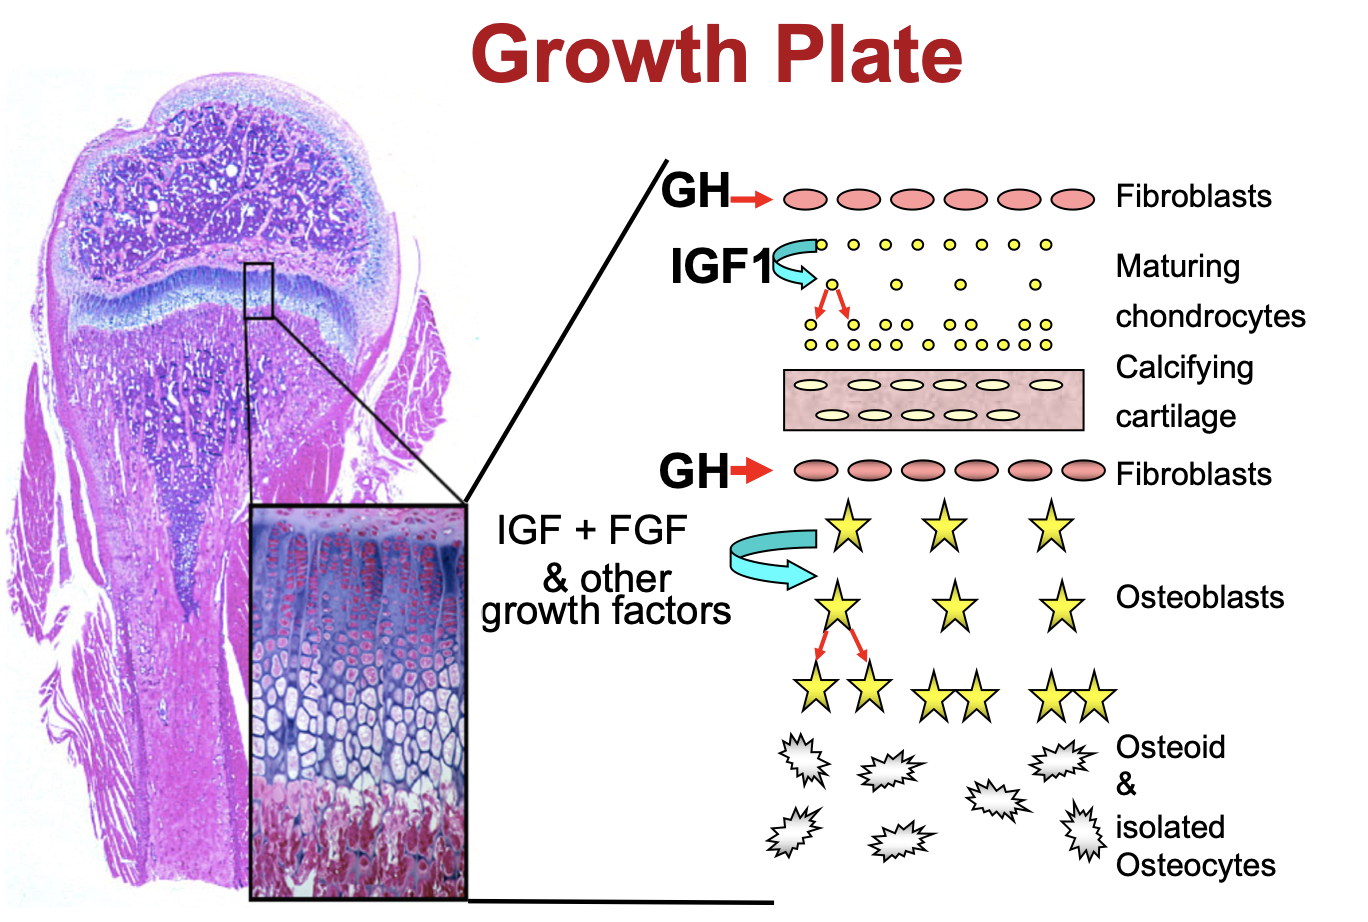 Growth Plate
GH
Fibroblasts
IGF1
Maturing
chondrocytes
Calcifying
cartilage
GH
Fibroblasts
IGF + FGF
& other
growth factors
Osteoblasts
Osteoid
&
isolated
Osteocytes